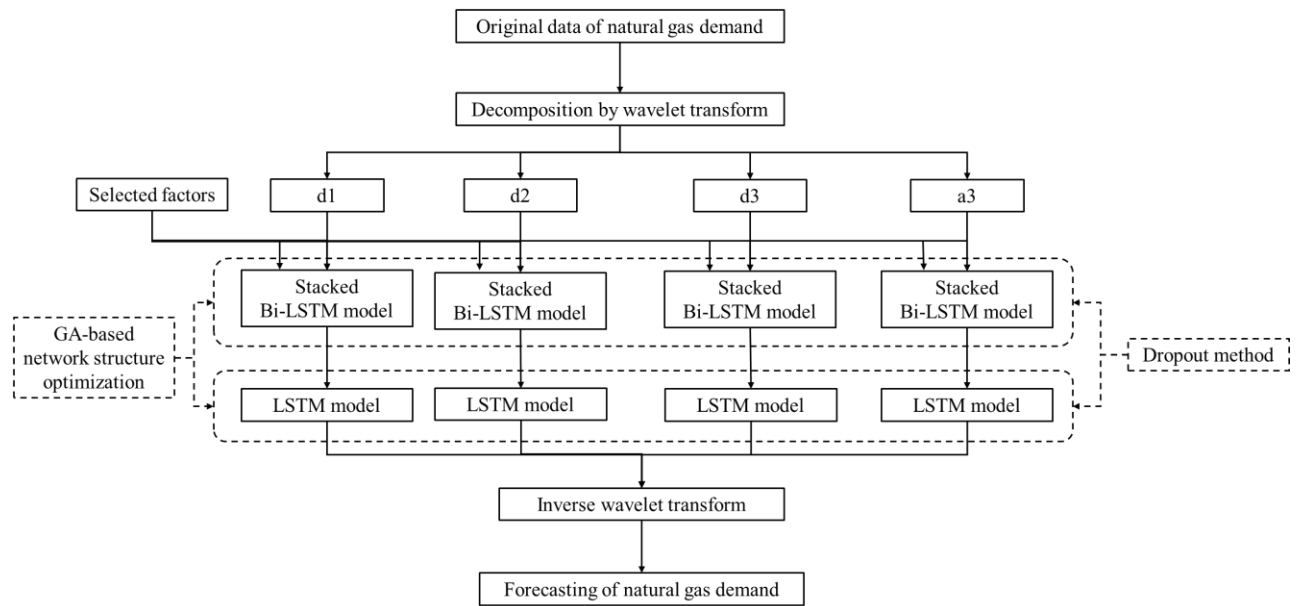 Original data of natural gas demand
Decomposition by wavelet transform
Selected factors
d1
d2
d3
a3
Stacked
Bi-LSTM model
Stacked
Bi-LSTM model
Stacked
Bi-LSTM model
Stacked
Bi-LSTM model
GA-based
network structure
optimization
Dropout method
LSTM model
LSTM model
LSTM model
LSTM model
Inverse wavelet transform
Forecasting of natural gas demand